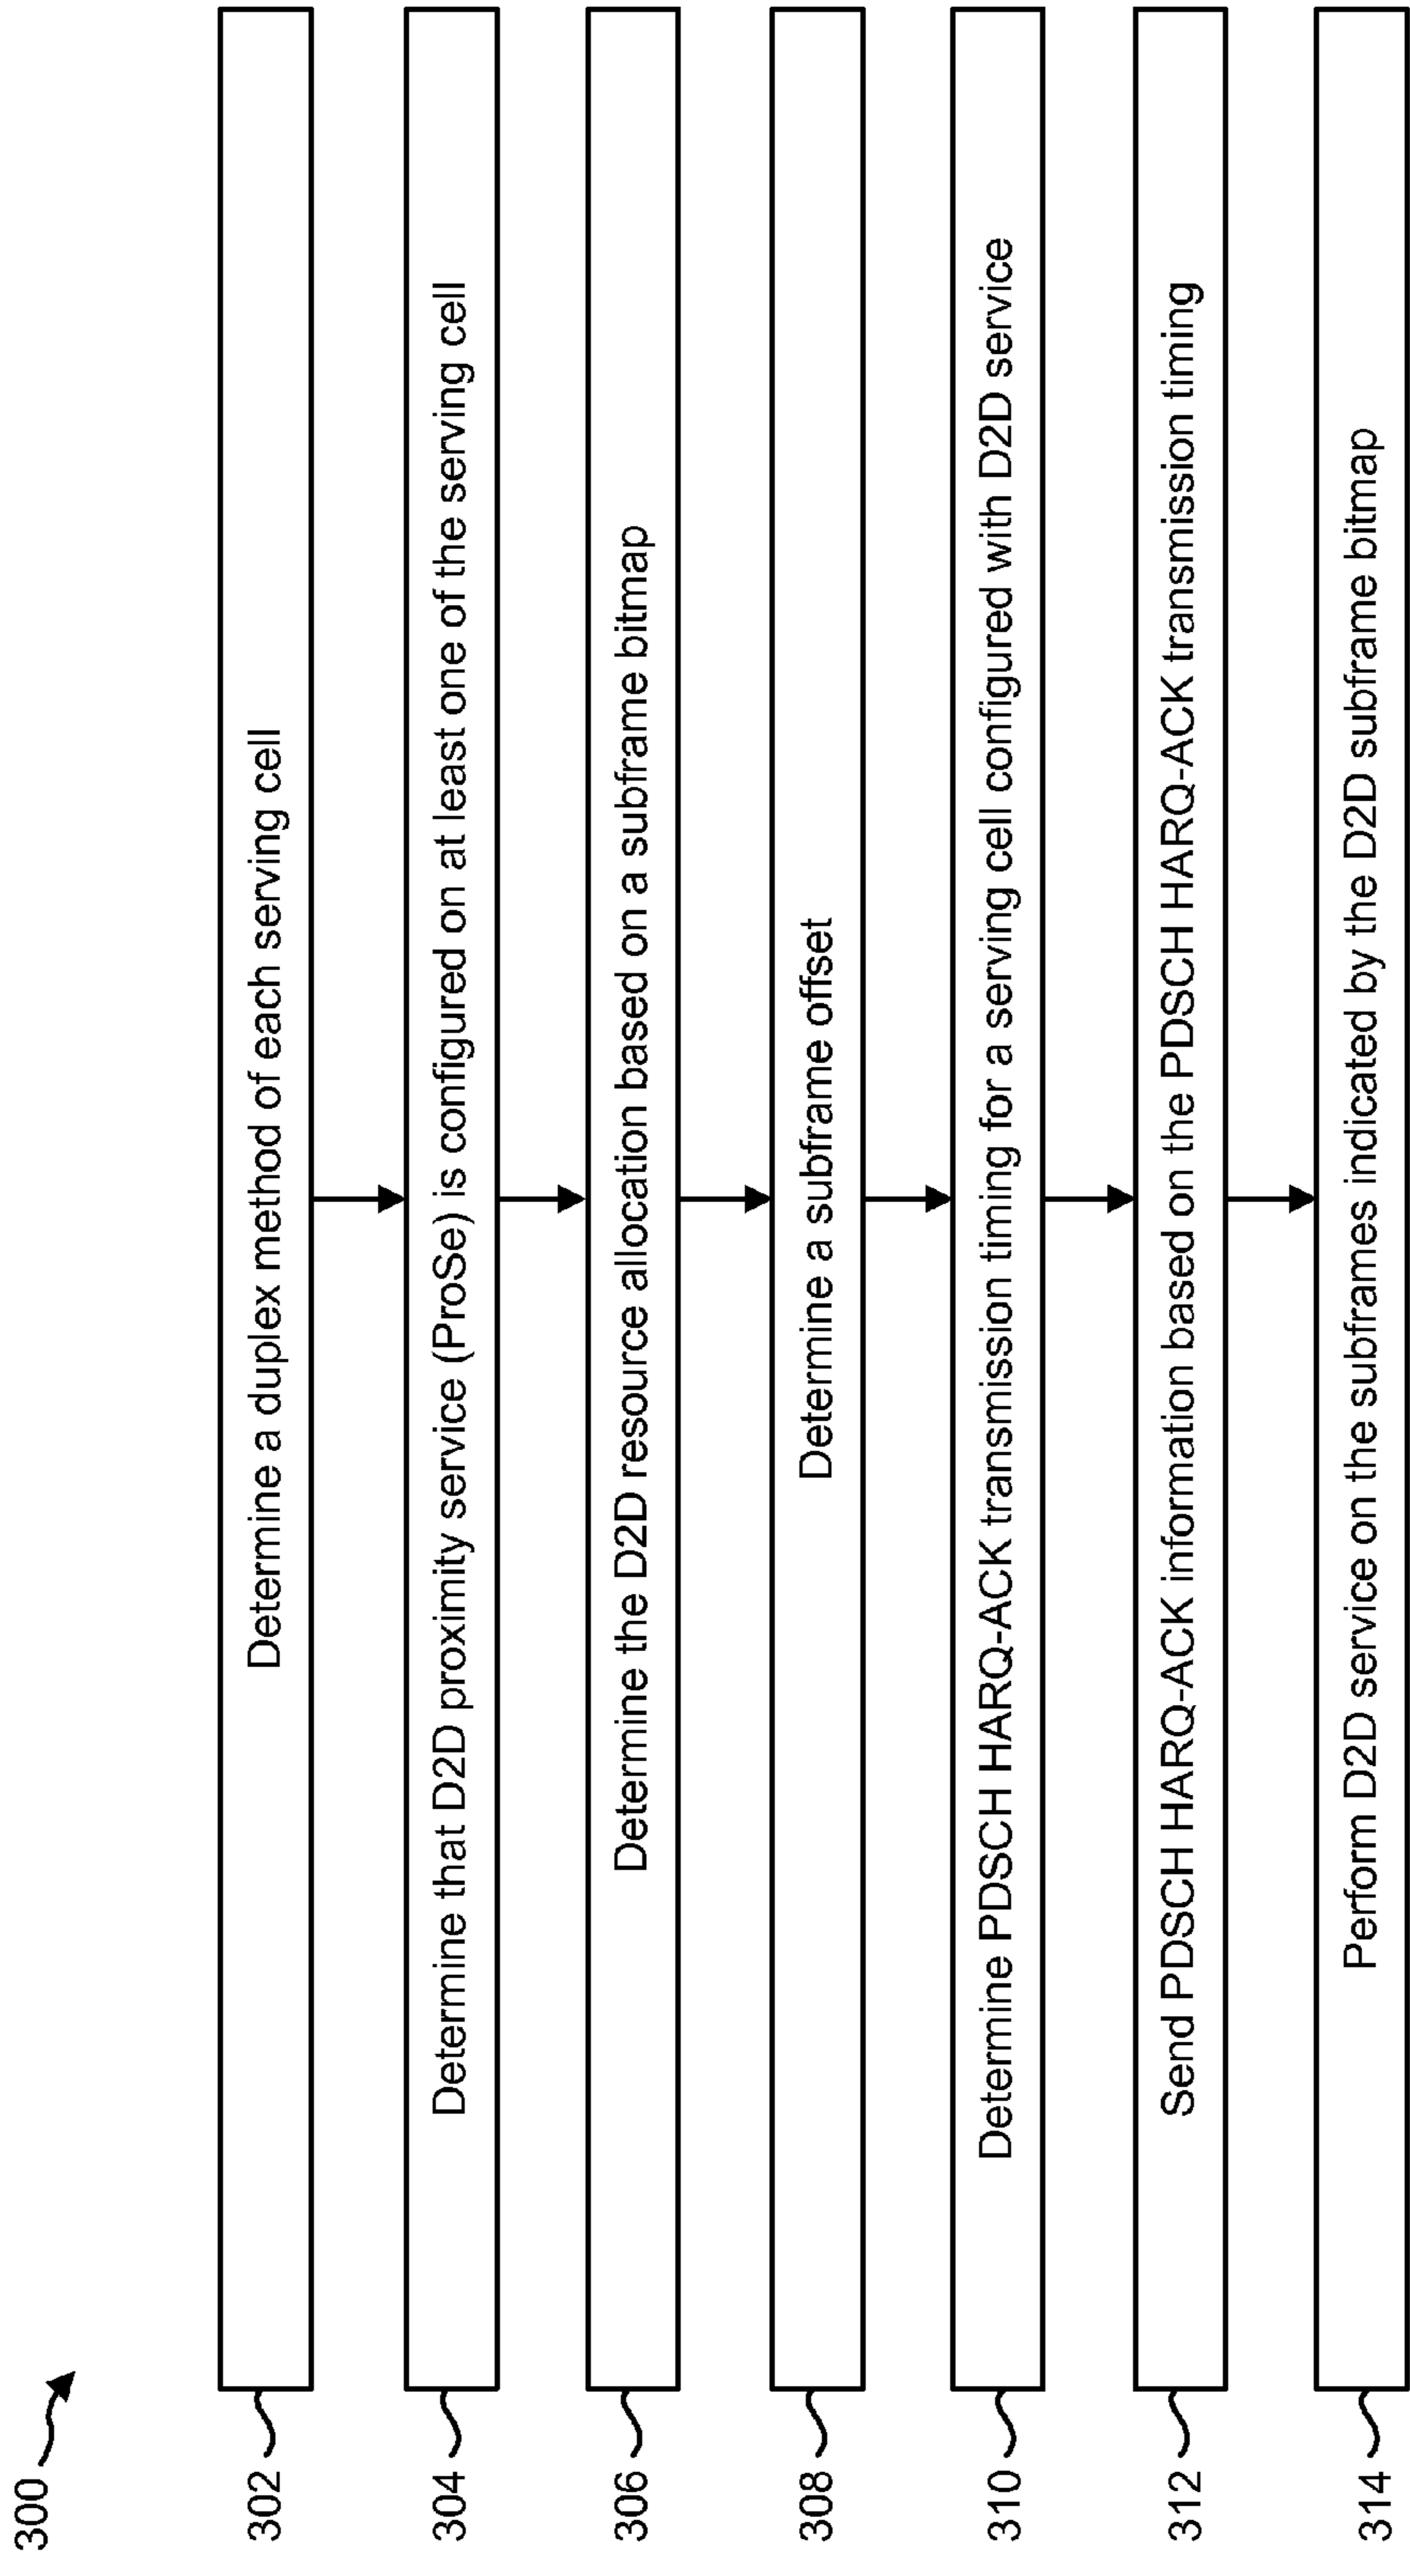 300
302
Determine a duplex method of each serving cell
304
Determine that D2D proximity service (ProSe) is configured on at least one of the serving cell
306
Determine the D2D resource allocation based on a subframe bitmap
308
Determine a subframe offset
310
Determine PDSCH HARQ-ACK transmission timing for a serving cell configured with D2D service
312
Send PDSCH HARQ-ACK information based on the PDSCH HARQ-ACK transmission timing
314
Perform D2D service on the subframes indicated by the D2D subframe bitmap